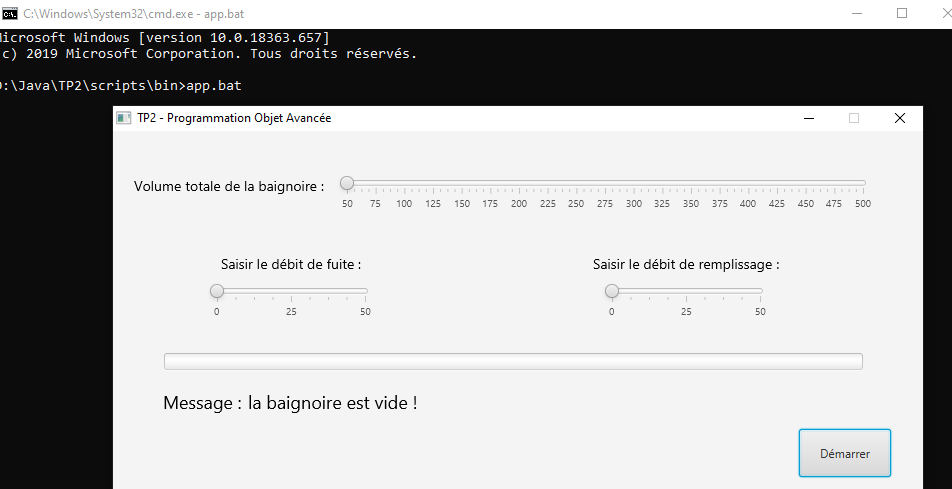 C:\Windows\System32\cmd.exe - app.bat
icrosoft Windows [version 10.0.18363.657]
c) 2019 Microsoft Corporation. Tous droits réservés.
:\Java\TP2\scripts\bin>app.bat
TP2 - Programmation Objet Avancée
Volume totale de la baignoire :
50 75 100 125 150 175 200 225 250 275 300 325 350 375 400 425 450 475 500
Saisir le débit de fuite : Saisir le débit de remplissage :
0 25 50 0 25 50
Message : la baignoire est vide !
Démarrer